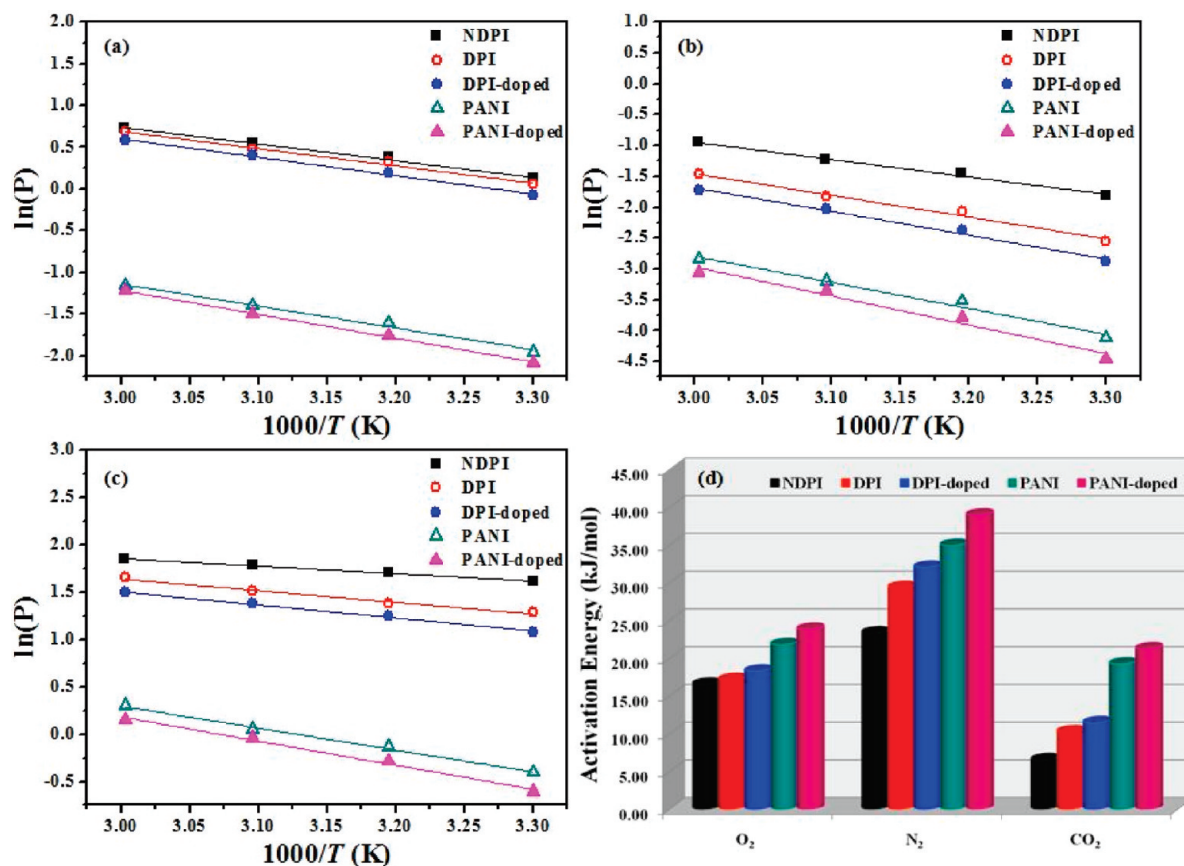 (a)
NDPI
DPI
DPI-doped
PANI
PANI-doped
2.0
1.5
1.0
0.5
0.0
-0.5
-1.0
-1.5
-2.0
ln(P)
3.00 3.05 3.10 3.15 3.20 3.25 3.30
1000/T (K)
(b)
NDPI
DPI
DPI-doped
PANI
PANI-doped
1.0
0.5
0.0
-0.5
-1.0
-1.5
-2.0
-2.5
-3.0
-3.5
-4.0
-4.5
ln(P)
3.00 3.05 3.10 3.15 3.20 3.25 3.30
1000/T (K)
(c)
NDPI
DPI
DPI-doped
PANI
PANI-doped
3.0
2.5
2.0
1.5
1.0
0.5
0.0
-0.5
ln(P)
3.00 3.05 3.10 3.15 3.20 3.25 3.30
1000/T (K)
(d)
NDPI DPI DPI-doped PANI PANI-doped
45.00
40.00
35.00
30.00
25.00
20.00
15.00
10.00
5.00
0.00
Activation Energy (kJ/mol)
O₂ N₂ CO₂